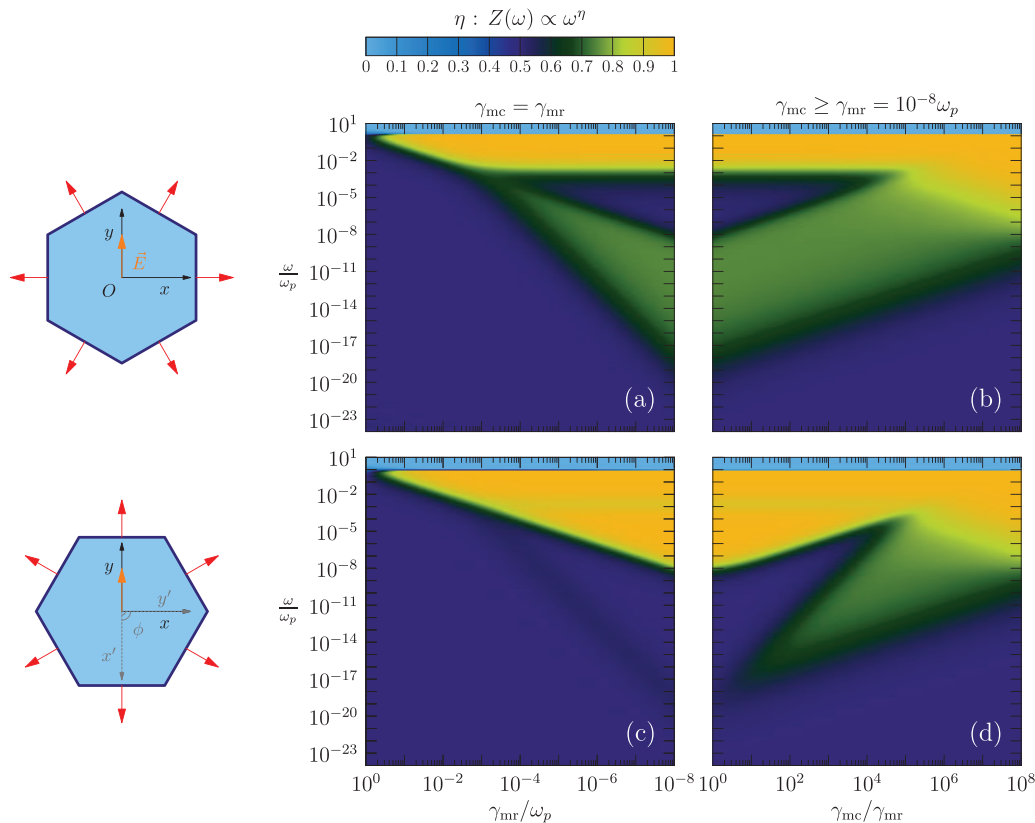 η : Z(ω) ∝ ω^η
0 0.1 0.2 0.3 0.4 0.5 0.6 0.7 0.8 0.9 1
γ_mc = γ_mr
γ_mc ≥ γ_mr = 10^−8 ω_p
10^1
10^−2
10^−5
10^−8
10^−11
10^−14
10^−17
10^−20
10^−23
ω/ω_p
y
E⃗
O
x
(a)
(b)
10^1
10^−2
10^−5
10^−8
10^−11
10^−14
10^−17
10^−20
10^−23
ω/ω_p
y
y′
x
ϕ
x′
(c)
(d)
10^0 10^−2 10^−4 10^−6 10^−8
10^0 10^2 10^4 10^6 10^8
γ_mr/ω_p
γ_mc/γ_mr